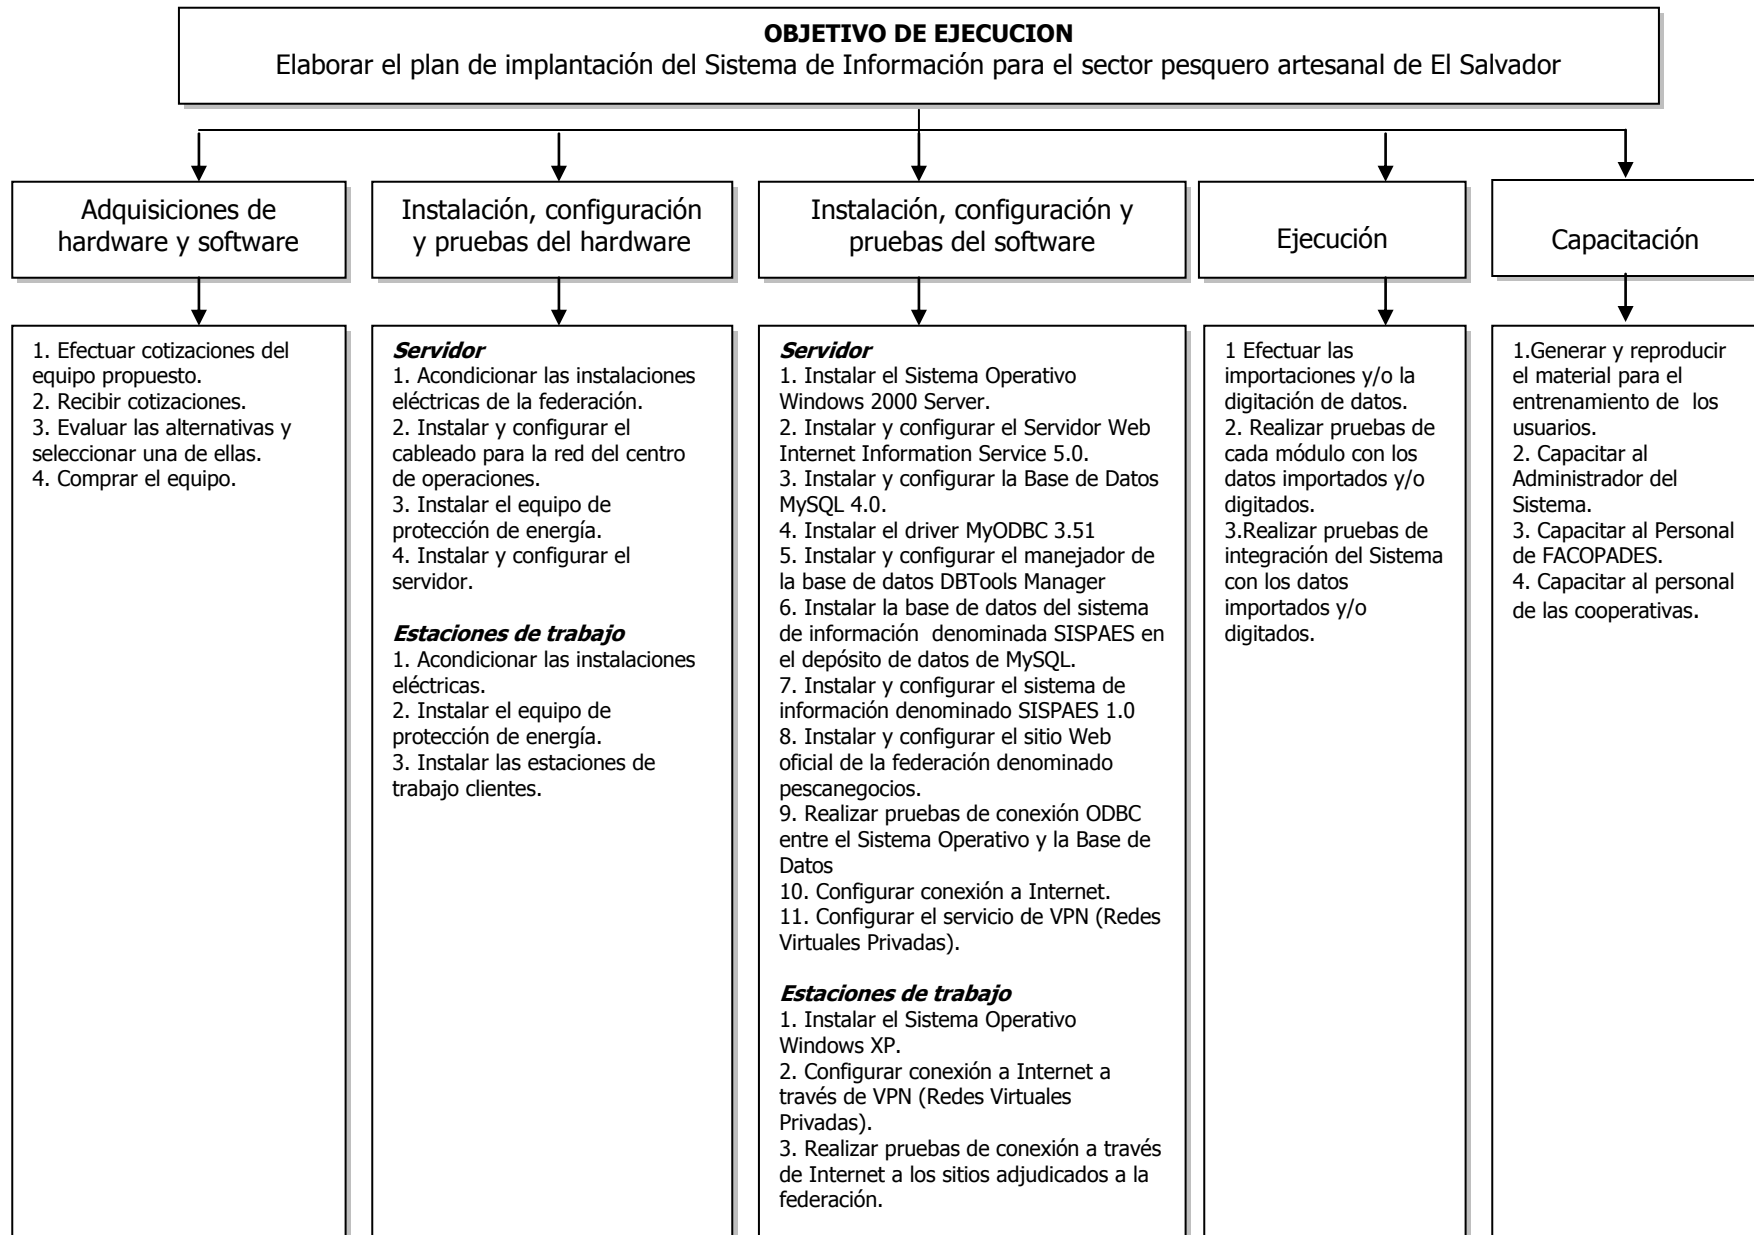 OBJETIVO DE EJECUCION
Elaborar el plan de implantación del Sistema de Información para el sector pesquero artesanal de El Salvador
Adquisiciones de
hardware y software
Instalación, configuración
y pruebas del hardware
Instalación, configuración y
pruebas del software
Ejecución
Capacitación
1. Efectuar cotizaciones del
equipo propuesto.
2. Recibir cotizaciones.
3. Evaluar las alternativas y
seleccionar una de ellas.
4. Comprar el equipo.
Servidor
1. Acondicionar las instalaciones
eléctricas de la federación.
2. Instalar y configurar el
cableado para la red del centro
de operaciones.
3. Instalar el equipo de
protección de energía.
4. Instalar y configurar el
servidor.
Estaciones de trabajo
1. Acondicionar las instalaciones
eléctricas.
2. Instalar el equipo de
protección de energía.
3. Instalar las estaciones de
trabajo clientes.
Servidor
1. Instalar el Sistema Operativo
Windows 2000 Server.
2. Instalar y configurar el Servidor Web
Internet Information Service 5.0.
3. Instalar y configurar la Base de Datos
MySQL 4.0.
4. Instalar el driver MyODBC 3.51
5. Instalar y configurar el manejador de
la base de datos DBTools Manager
6. Instalar la base de datos del sistema
de información  denominada SISPAES en
el depósito de datos de MySQL.
7. Instalar y configurar el sistema de
información denominado SISPAES 1.0
8. Instalar y configurar el sitio Web
oficial de la federación denominado
pescanegocios.
9. Realizar pruebas de conexión ODBC
entre el Sistema Operativo y la Base de
Datos
10. Configurar conexión a Internet.
11. Configurar el servicio de VPN (Redes
Virtuales Privadas).
Estaciones de trabajo
1. Instalar el Sistema Operativo
Windows XP.
2. Configurar conexión a Internet a
través de VPN (Redes Virtuales
Privadas).
3. Realizar pruebas de conexión a través
de Internet a los sitios adjudicados a la
federación.
1 Efectuar las
importaciones y/o la
digitación de datos.
2. Realizar pruebas de
cada módulo con los
datos importados y/o
digitados.
3.Realizar pruebas de
integración del Sistema
con los datos
importados y/o
digitados.
1.Generar y reproducir
el material para el
entrenamiento de  los
usuarios.
2. Capacitar al
Administrador del
Sistema.
3. Capacitar al Personal
de FACOPADES.
4. Capacitar al personal
de las cooperativas.